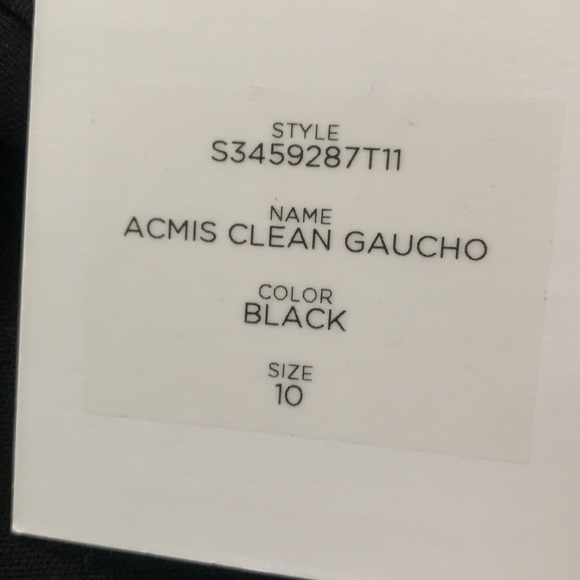 STYLE
S3459287T11
NAME
ACMIS CLEAN GAUCHO
COLOR
BLACK
SIZE
10